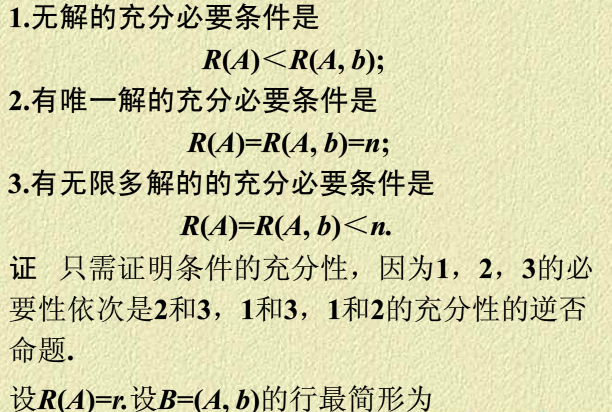 1.无解的充分必要条件是
R(A)＜R(A, b);
2.有唯一解的充分必要条件是
R(A)=R(A, b)=n;
3.有无限多解的的充分必要条件是
R(A)=R(A, b)＜n.
证 只需证明条件的充分性，因为1，2，3的必
要性依次是2和3，1和3，1和2的充分性的逆否
命题.
设R(A)=r.设B=(A, b)的行最简形为